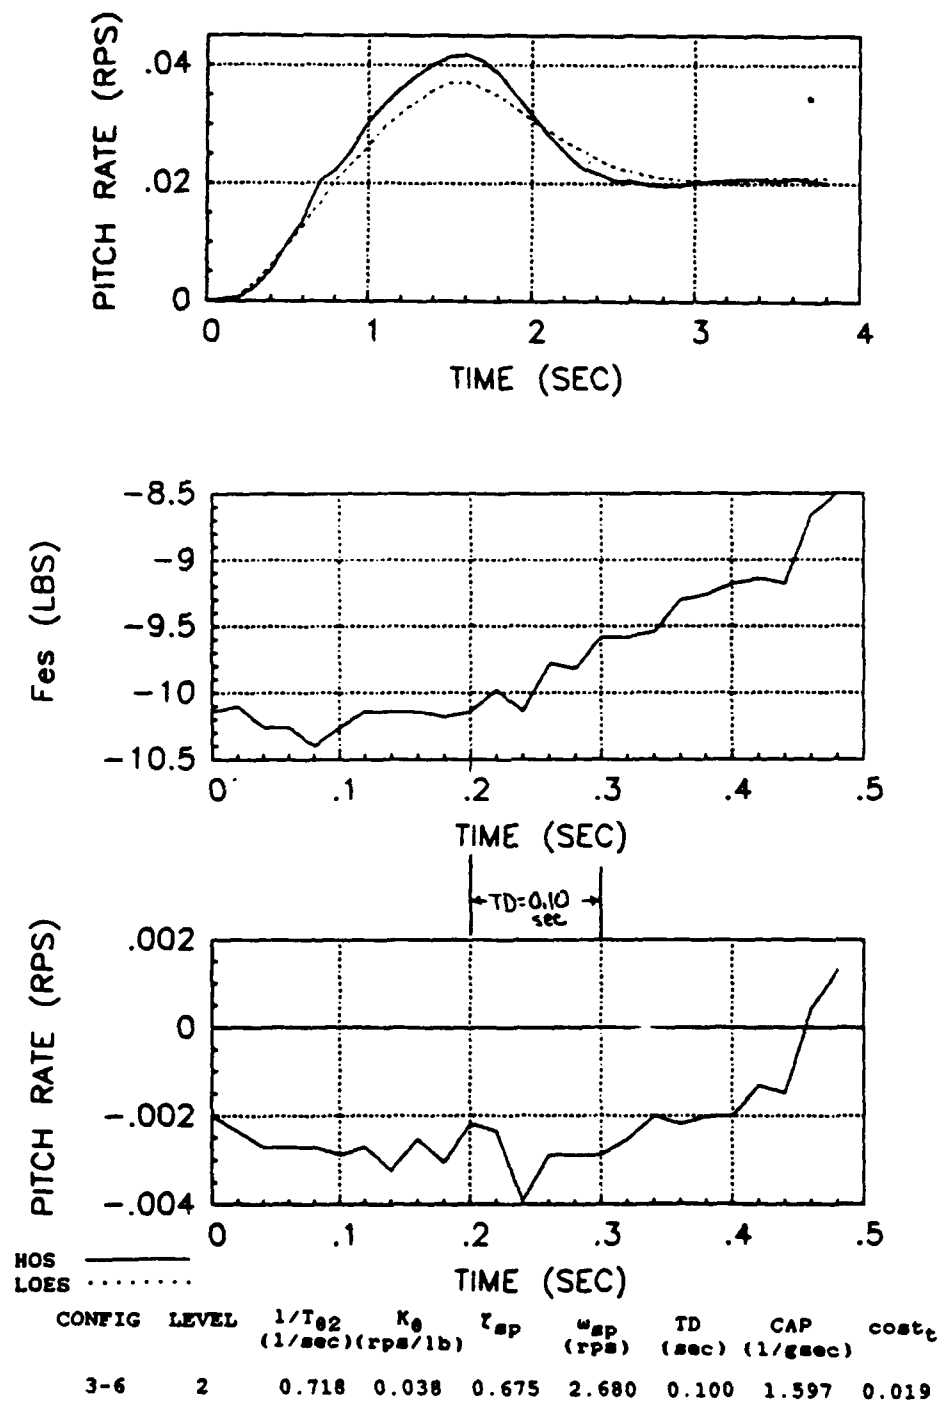 PITCH RATE (RPS)
.04
.02
0
0 1 2 3 4
TIME (SEC)
Fes (LBS)
-8.5
-9
-9.5
-10
-10.5
0 .1 .2 .3 .4 .5
TIME (SEC)
TD=0.10
sec
PITCH RATE (RPS)
.002
0
-.002
-.004
0 .1 .2 .3 .4 .5
TIME (SEC)
HOS
LOES
CONFIG LEVEL 1/Tθ2 Kθ ζsp ωsp TD CAP costt
(1/sec) (rps/lb) (rps) (sec) (1/gsec)
3-6 2 0.718 0.038 0.675 2.680 0.100 1.597 0.019